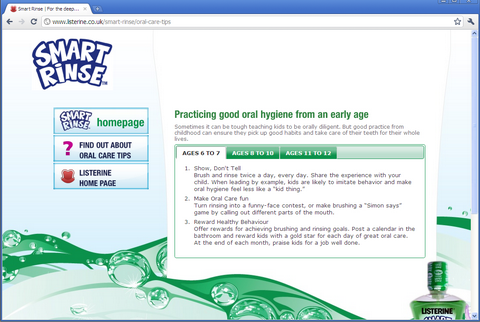 Smart Rinse | For the deep...
www.listerine.co.uk/smart-rinse/oral-care-tips
SMART
RINSE™
SMART
RINSE homepage
? FIND OUT ABOUT
ORAL CARE TIPS
LISTERINE
HOME PAGE
Practicing good oral hygiene from an early age
Sometimes it can be tough teaching kids to be orally diligent. But good practice from
childhood can ensure they pick up good habits and take care of their teeth for their whole
lives.
AGES 6 TO 7 AGES 8 TO 10 AGES 11 TO 12
1. Show, Don't Tell
Brush and rinse twice a day, every day. Share the experience with your
child. When leading by example, kids are likely to imitate behavior and make
oral hygiene feel less like a "kid thing."
2. Make Oral Care fun
Turn rinsing into a funny-face contest, or make brushing a "Simon says"
game by calling out different parts of the mouth.
3. Reward Healthy Behaviour
Offer rewards for achieving brushing and rinsing goals. Post a calendar in the
bathroom and reward kids with a gold star for each day of great oral care.
At the end of each month, praise kids for a job well done.
LISTERINE
SMART